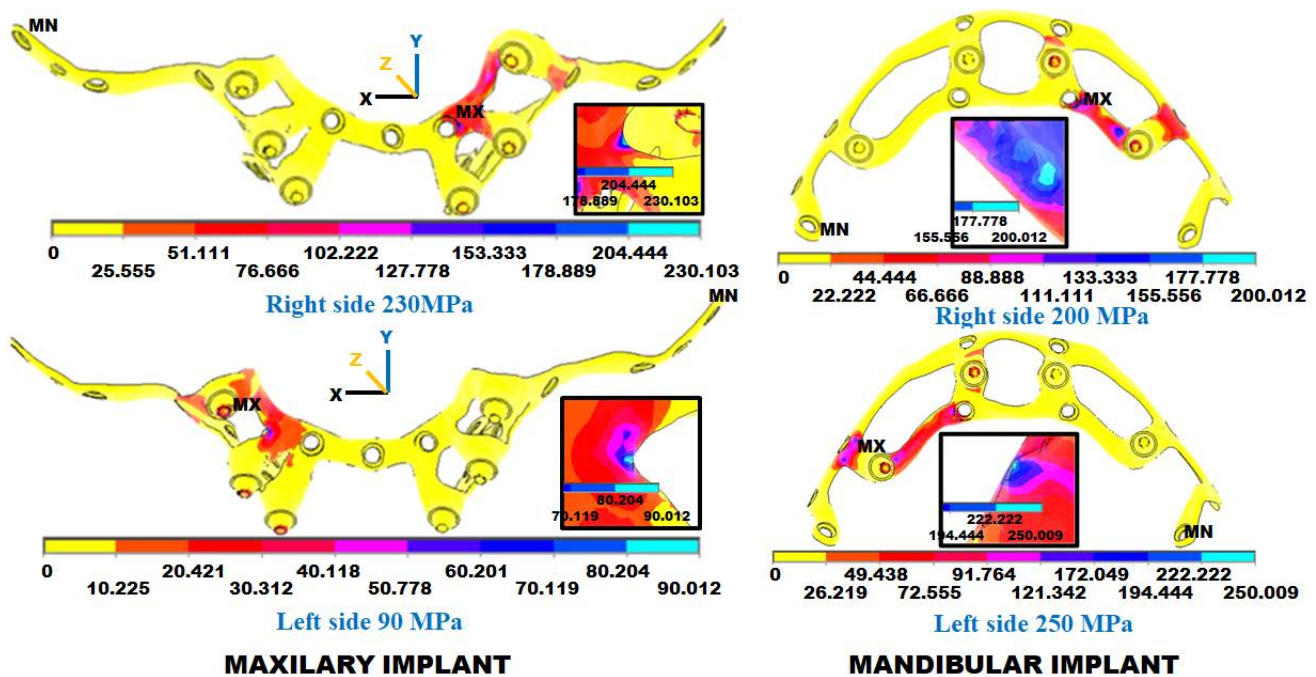 MN
Y
Z
X
MX
204.444
178.889 230.103
0 51.111 102.222 153.333 204.444
25.555 76.666 127.778 178.889 230.103
Right side 230MPa
MX
MN
177.778
155.556 200.012
0 44.444 88.888 133.333 177.778
22.222 66.666 111.111 155.556 200.012
Right side 200 MPa
MN
Y
Z
X
MX
80.204
70.119 90.012
0 20.421 40.118 60.201 80.204
10.225 30.312 50.778 70.119 90.012
Left side 90 MPa
MX
MN
222.222
194.444 250.009
0 49.438 91.764 172.049 222.222
26.219 72.555 121.342 194.444 250.009
Left side 250 MPa
MAXILARY IMPLANT
MANDIBULAR IMPLANT